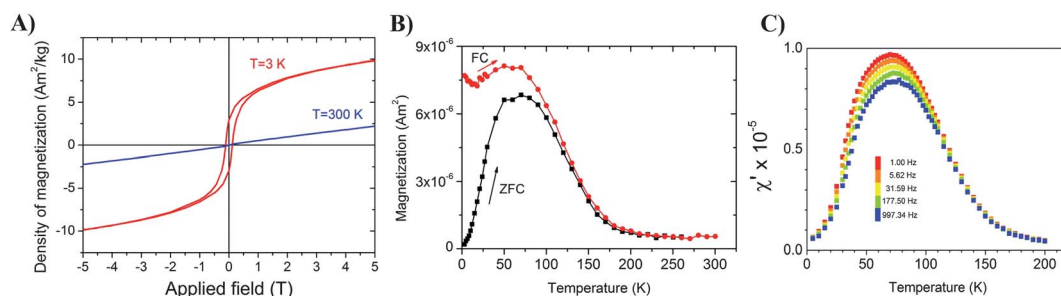 A)
Density of magnetization (Am²/kg)
10
5
0
-5
-10
T=3 K
T=300 K
-5 -4 -3 -2 -1 0 1 2 3 4 5
Applied field (T)
B)
Magnetization (Am²)
9x10⁻⁶
6x10⁻⁶
3x10⁻⁶
0
FC
ZFC
0 50 100 150 200 250 300
Temperature (K)
C)
χ' x 10⁻⁵
1.0
0.5
0.0
1.00 Hz
5.62 Hz
31.59 Hz
177.50 Hz
997.34 Hz
0 50 100 150 200
Temperature (K)